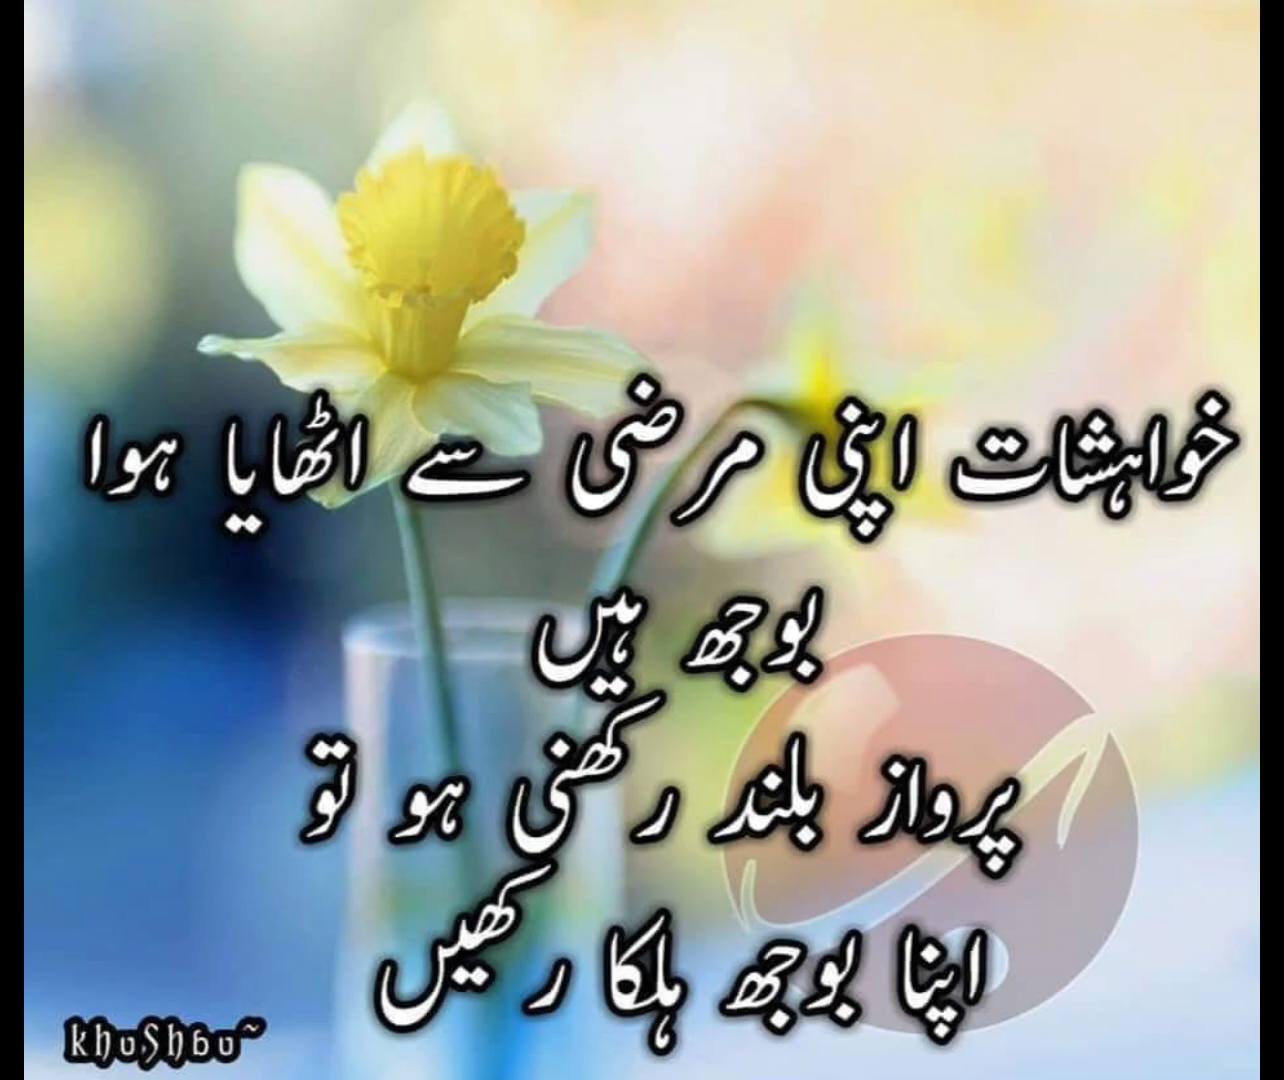 خواہشات اپنی مرضی سے اٹھایا ہوا
بوجھ ہیں
پرواز بلند رکھنی ہو تو
اپنا بوجھ ہلکا رکھیں
khuShbu~